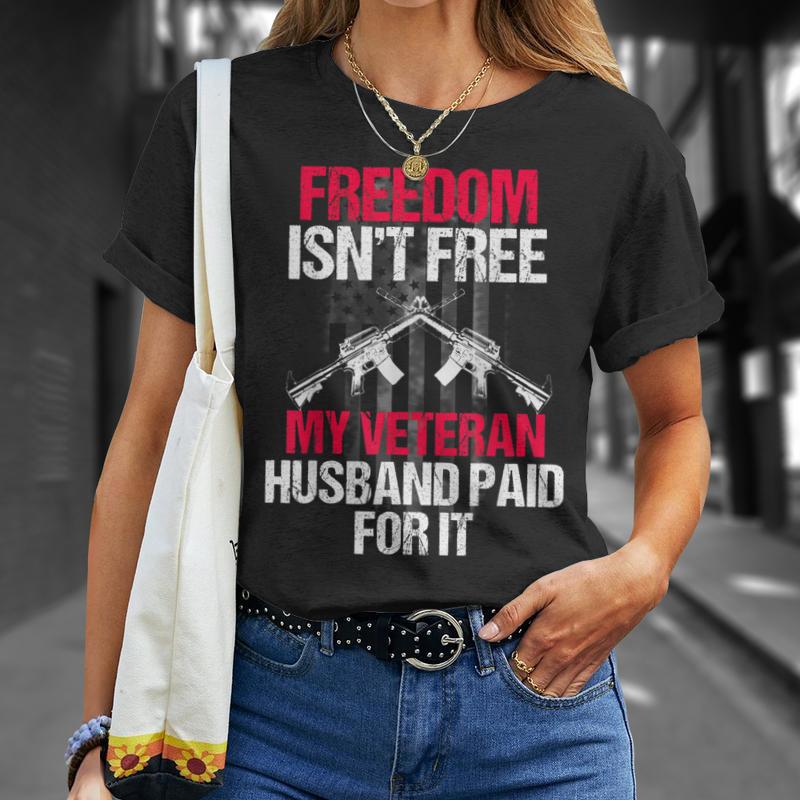 FREEDOM
ISN'T FREE
MY VETERAN
HUSBAND PAID
FOR IT